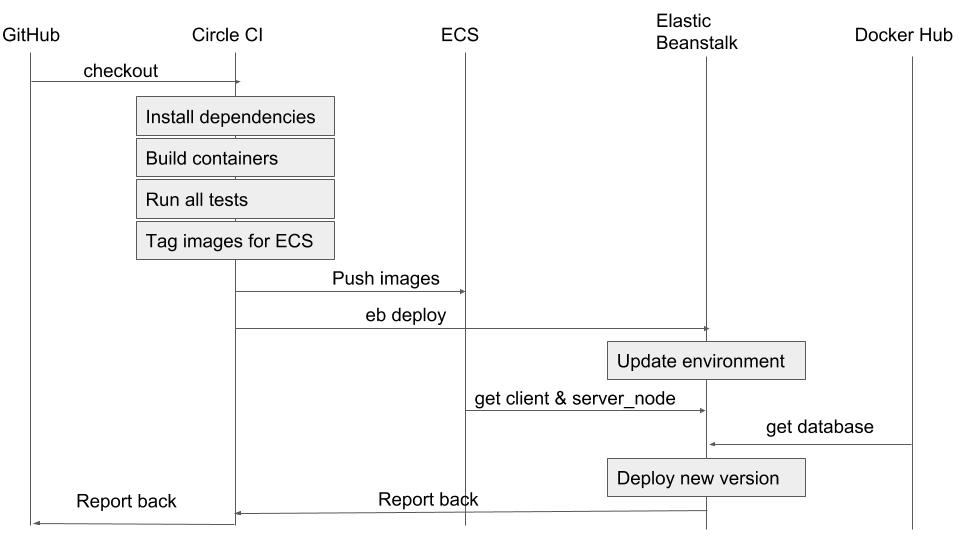 GitHub
Circle CI
ECS
Elastic
Beanstalk
Docker Hub
checkout
Install dependencies
Build containers
Run all tests
Tag images for ECS
Push images
eb deploy
Update environment
get client & server_node
get database
Deploy new version
Report back
Report back